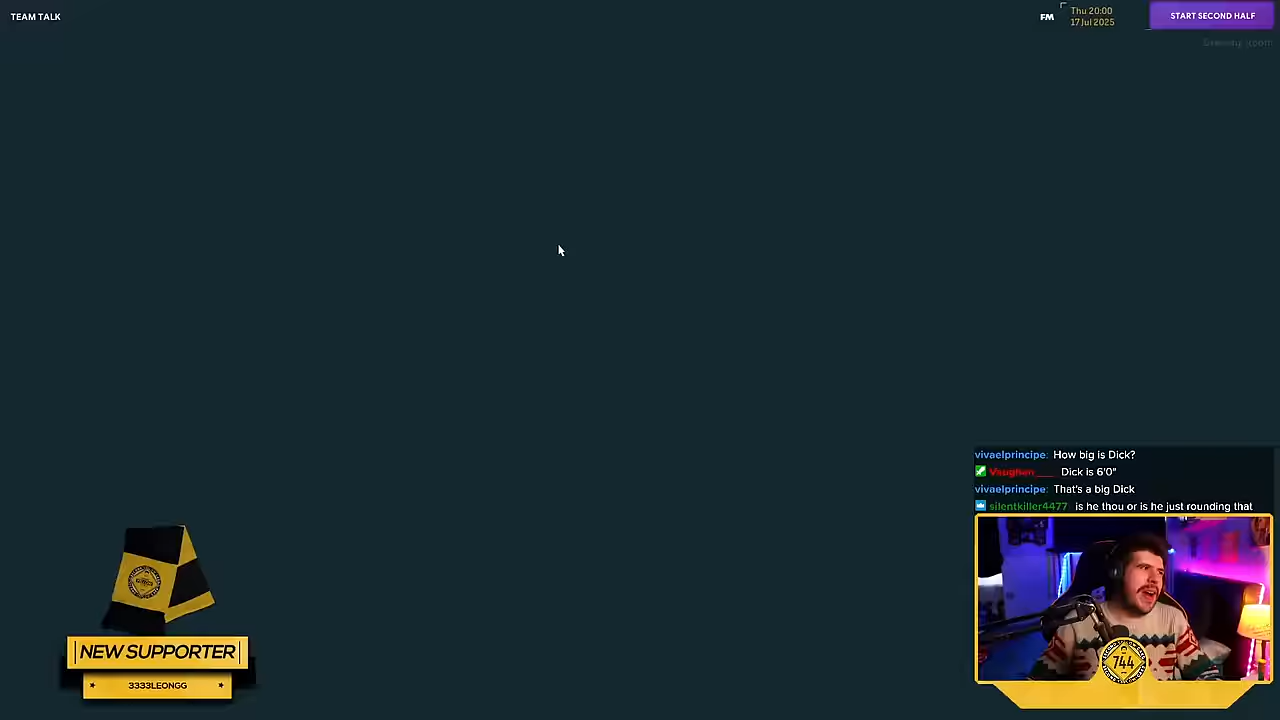 TEAM TALK
FM
Thu 20:00
17 Jul 2025
START SECOND HALF
vivaelprincipe: How big is Dick?
Vaughen___ Dick is 6'0"
vivaelprincipe: That's a big Dick
silentkiller4477 is he thou or is he just rounding that
NEW SUPPORTER
3333LEONGG
744